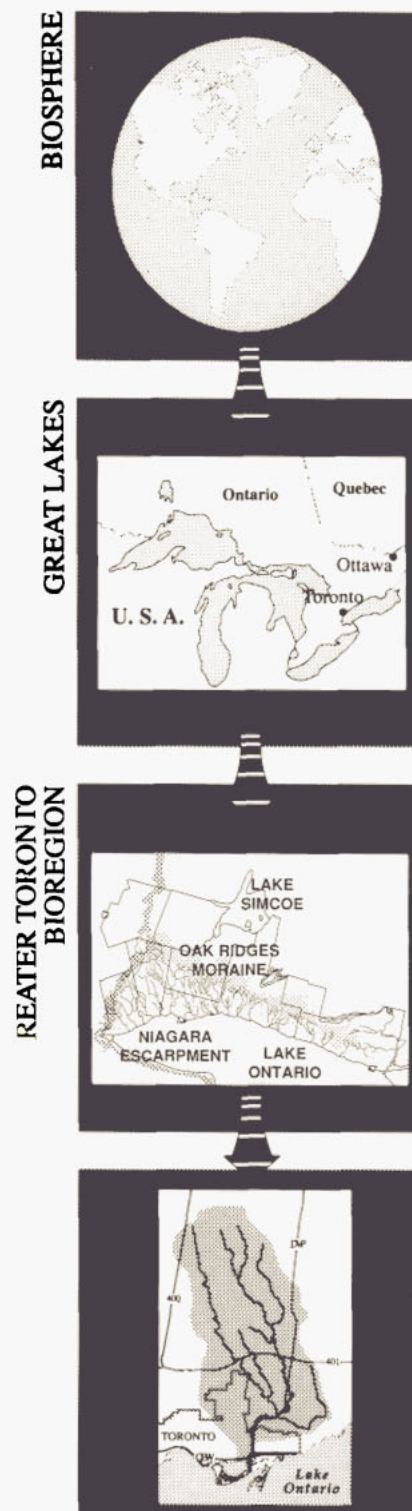 BIOSPHERE
GREAT LAKES
Ontario
Quebec
Ottawa
Toronto
U. S. A.
REATER TORONTO
BIOREGION
LAKE
SIMCOE
OAK RIDGES
MORAINE
NIAGARA
ESCARPMENT
LAKE
ONTARIO
400
401
TORONTO
Lake
Ontario